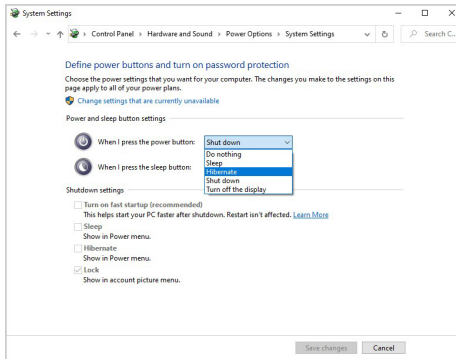 System Settings
Control Panel > Hardware and Sound > Power Options > System Settings
Search C...
Define power buttons and turn on password protection
Choose the power settings that you want for your computer. The changes you make to the settings on this
page apply to all of your power plans.
Change settings that are currently unavailable
Power and sleep button settings
When I press the power button: Shut down
Do nothing
Sleep
When I press the sleep button: Hibernate
Shut down
Turn off the display
Shutdown settings
Turn on fast startup (recommended)
This helps start your PC faster after shutdown. Restart isn't affected. Learn More
Sleep
Show in Power menu.
Hibernate
Show in Power menu.
Lock
Show in account picture menu.
Save changes Cancel